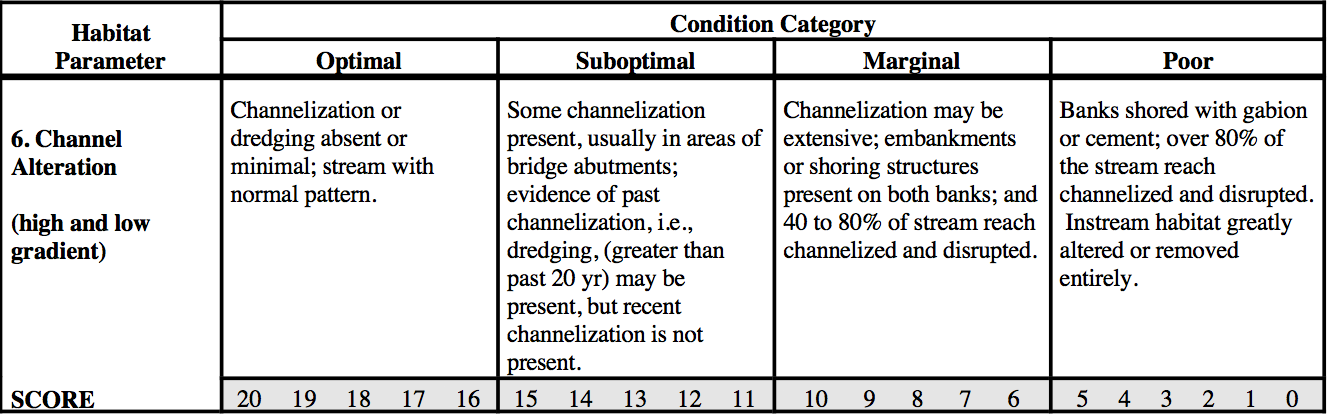 Habitat
Parameter
Condition Category
Optimal
Suboptimal
Marginal
Poor
6. Channel
Alteration
(high and low
gradient)
Channelization or
dredging absent or
minimal; stream with
normal pattern.
Some channelization
present, usually in areas of
bridge abutments;
evidence of past
channelization, i.e.,
dredging, (greater than
past 20 yr) may be
present, but recent
channelization is not
present.
Channelization may be
extensive; embankments
or shoring structures
present on both banks; and
40 to 80% of stream reach
channelized and disrupted.
Banks shored with gabion
or cement; over 80% of
the stream reach
channelized and disrupted.
Instream habitat greatly
altered or removed
entirely.
SCORE
20 19 18 17 16
15 14 13 12 11
10 9 8 7 6
5 4 3 2 1 0